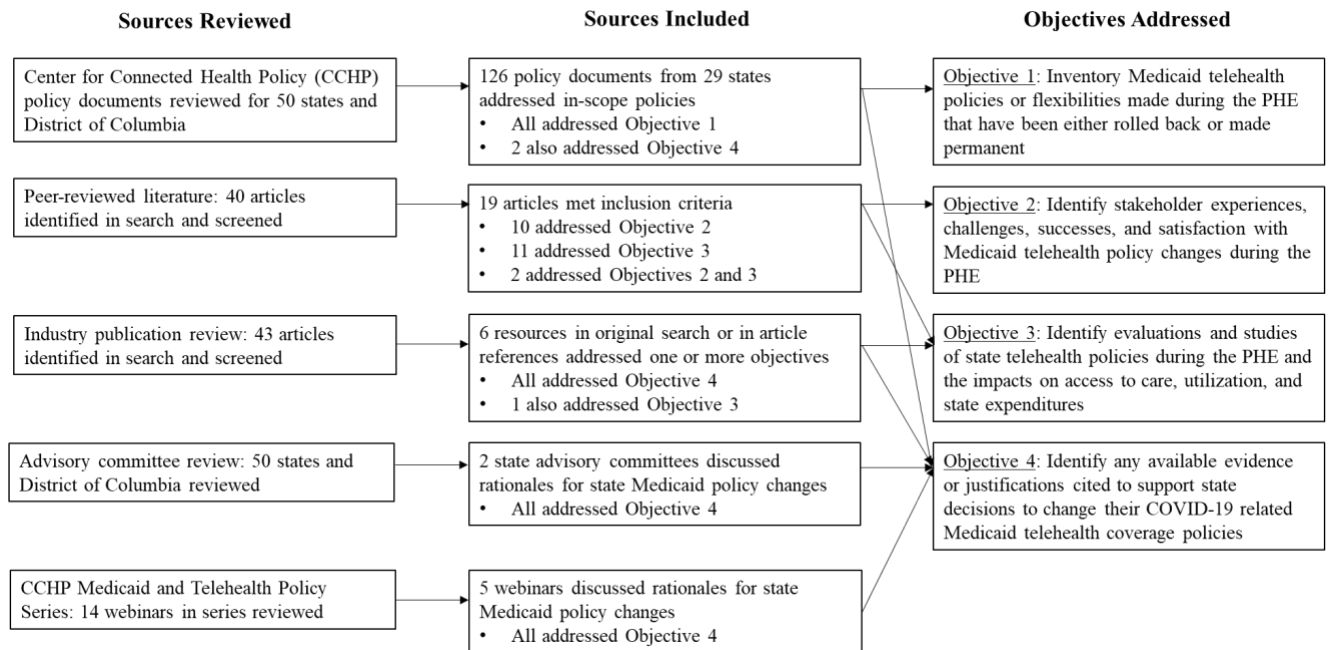 Sources Reviewed
Sources Included
Objectives Addressed
Center for Connected Health Policy (CCHP)
policy documents reviewed for 50 states and
District of Columbia
126 policy documents from 29 states
addressed in-scope policies
• All addressed Objective 1
• 2 also addressed Objective 4
Objective 1: Inventory Medicaid telehealth
policies or flexibilities made during the PHE
that have been either rolled back or made
permanent
Peer-reviewed literature: 40 articles
identified in search and screened
19 articles met inclusion criteria
• 10 addressed Objective 2
• 11 addressed Objective 3
• 2 addressed Objectives 2 and 3
Objective 2: Identify stakeholder experiences,
challenges, successes, and satisfaction with
Medicaid telehealth policy changes during the
PHE
Industry publication review: 43 articles
identified in search and screened
6 resources in original search or in article
references addressed one or more objectives
• All addressed Objective 4
• 1 also addressed Objective 3
Objective 3: Identify evaluations and studies
of state telehealth policies during the PHE and
the impacts on access to care, utilization, and
state expenditures
Advisory committee review: 50 states and
District of Columbia reviewed
2 state advisory committees discussed
rationales for state Medicaid policy changes
• All addressed Objective 4
Objective 4: Identify any available evidence
or justifications cited to support state
decisions to change their COVID-19 related
Medicaid telehealth coverage policies
CCHP Medicaid and Telehealth Policy
Series: 14 webinars in series reviewed
5 webinars discussed rationales for state
Medicaid policy changes
• All addressed Objective 4